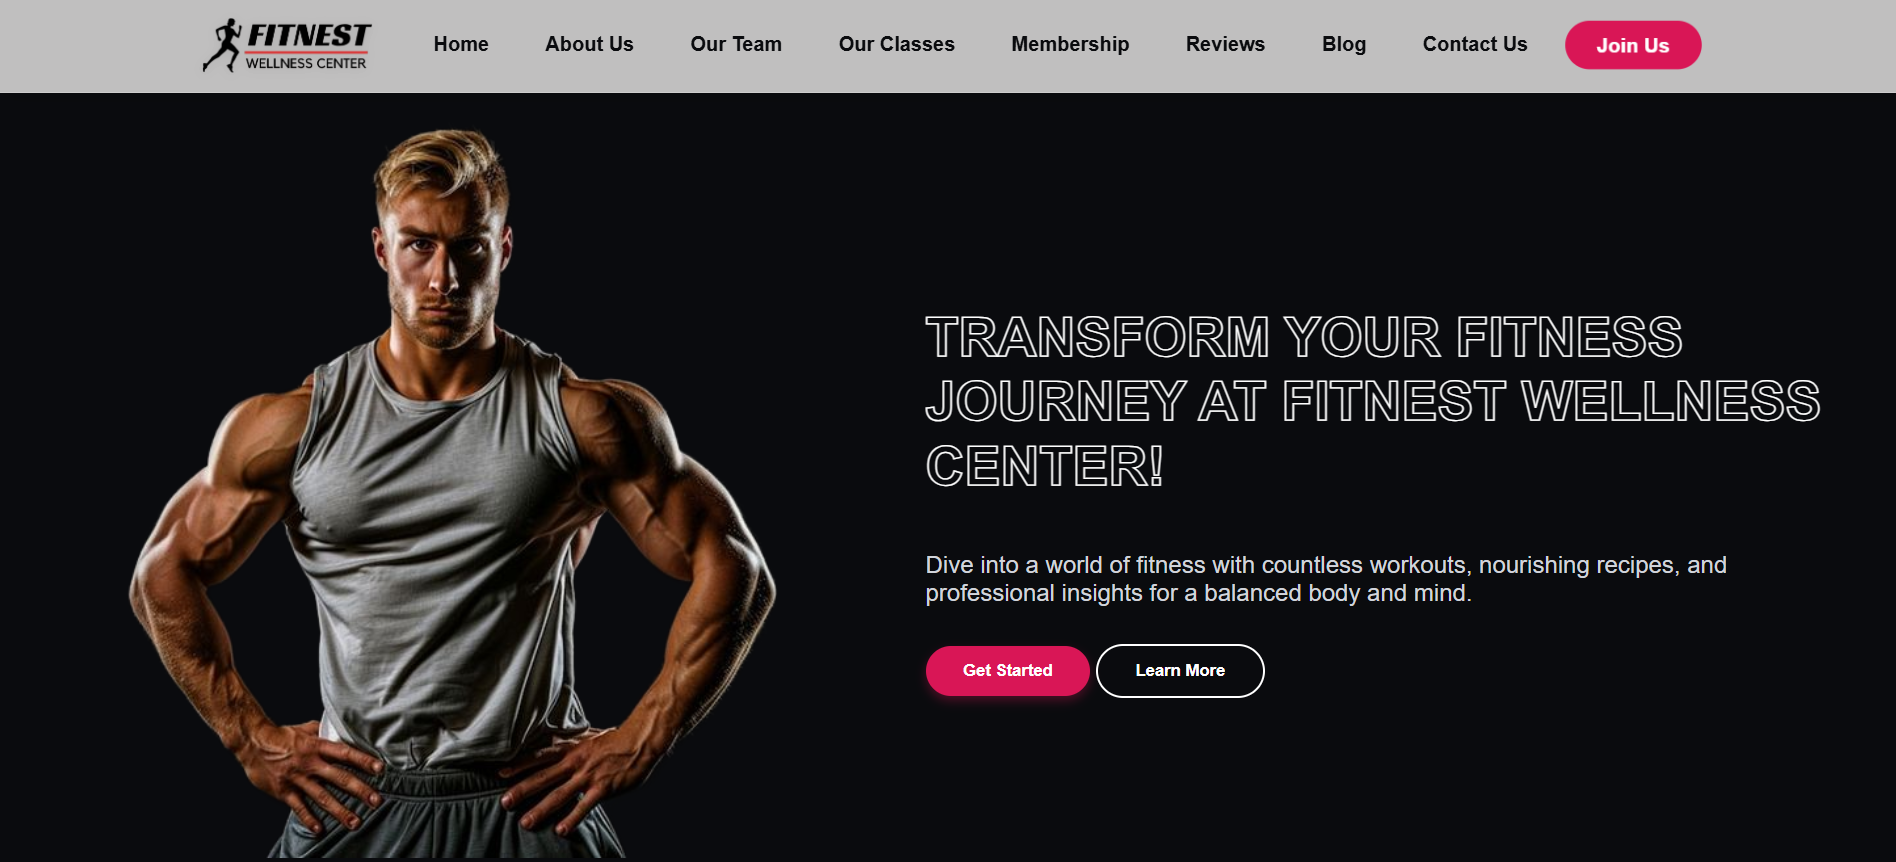 FITNEST
WELLNESS CENTER
Home About Us Our Team Our Classes Membership Reviews Blog Contact Us Join Us
TRANSFORM YOUR FITNESS
JOURNEY AT FITNEST WELLNESS
CENTER!
Dive into a world of fitness with countless workouts, nourishing recipes, and
professional insights for a balanced body and mind.
Get Started Learn More